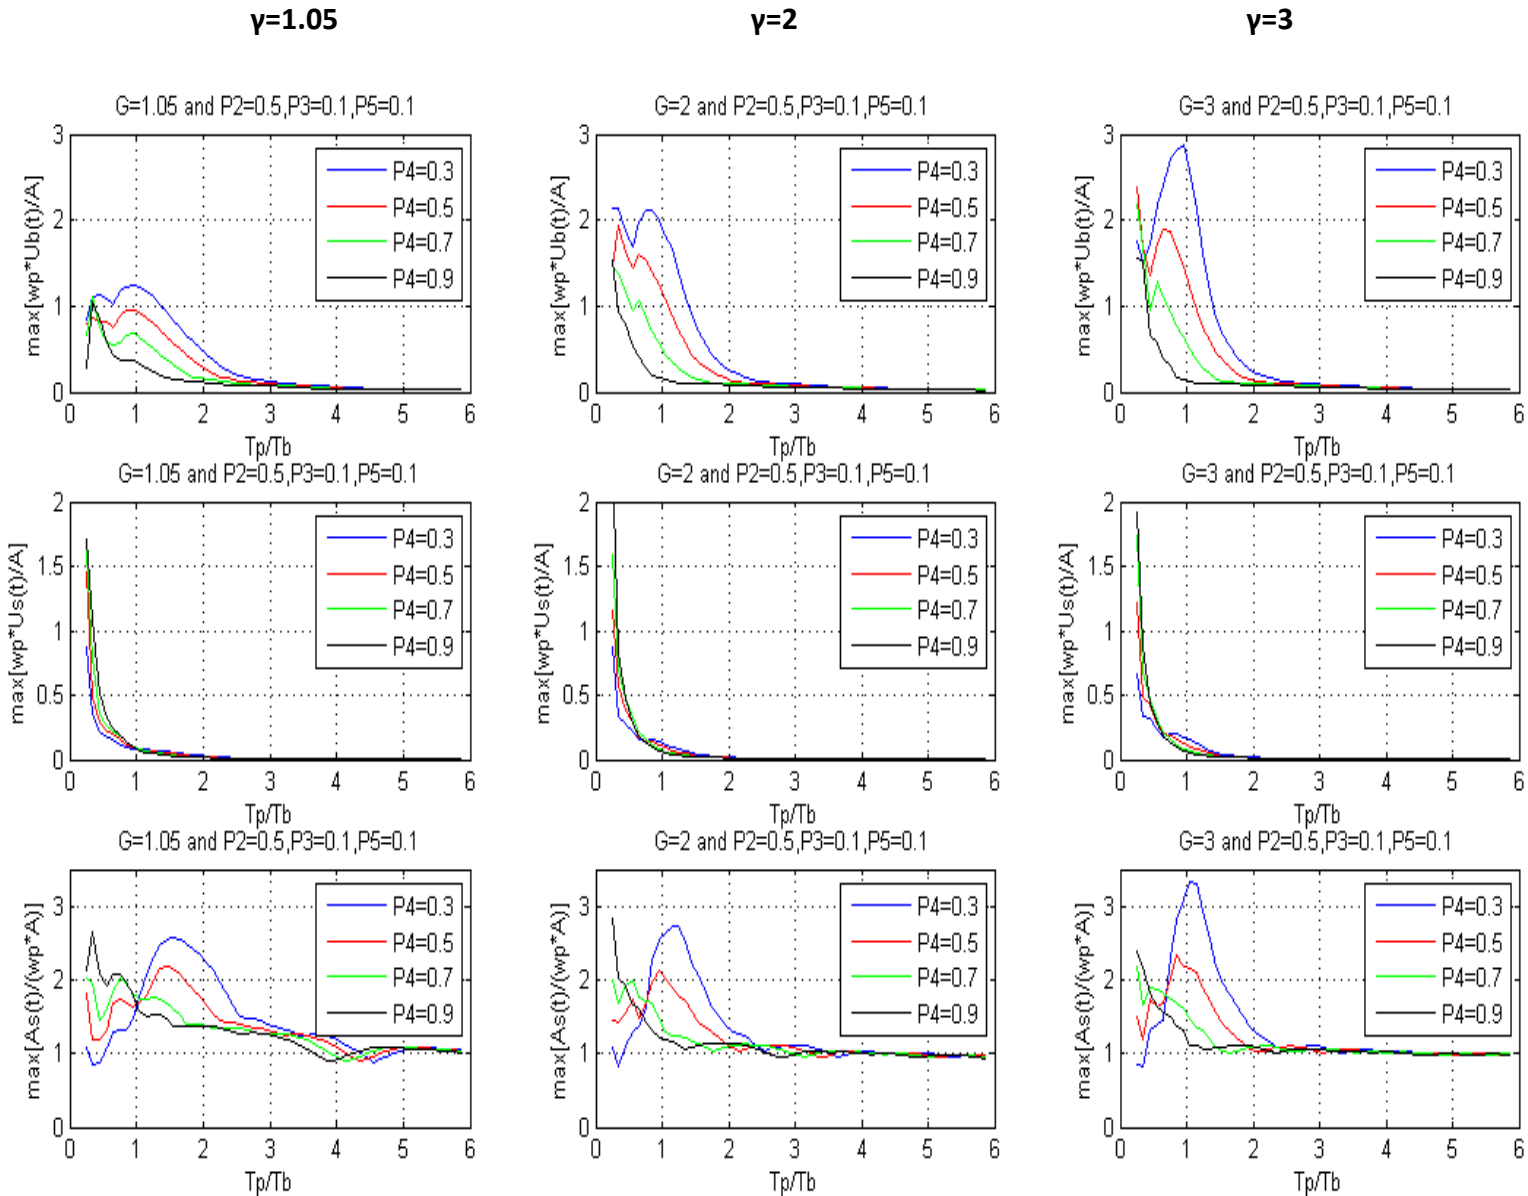 γ=1.05 γ=2 γ=3
G=1.05 and P2=0.5,P3=0.1,P5=0.1
max[wp*Ub(t)/A]
3
2
1
0
0 1 2 3 4 5 6
Tp/Tb
P4=0.3
P4=0.5
P4=0.7
P4=0.9
G=2 and P2=0.5,P3=0.1,P5=0.1
max[wp*Ub(t)/A]
3
2
1
0
0 1 2 3 4 5 6
Tp/Tb
P4=0.3
P4=0.5
P4=0.7
P4=0.9
G=3 and P2=0.5,P3=0.1,P5=0.1
max[wp*Ub(t)/A]
3
2
1
0
0 1 2 3 4 5 6
Tp/Tb
P4=0.3
P4=0.5
P4=0.7
P4=0.9
G=1.05 and P2=0.5,P3=0.1,P5=0.1
max[wp*Us(t)/A]
2
1.5
1
0.5
0
0 1 2 3 4 5 6
Tp/Tb
P4=0.3
P4=0.5
P4=0.7
P4=0.9
G=2 and P2=0.5,P3=0.1,P5=0.1
max[wp*Us(t)/A]
2
1.5
1
0.5
0
0 1 2 3 4 5 6
Tp/Tb
P4=0.3
P4=0.5
P4=0.7
P4=0.9
G=3 and P2=0.5,P3=0.1,P5=0.1
max[wp*Us(t)/A]
2
1.5
1
0.5
0
0 1 2 3 4 5 6
Tp/Tb
P4=0.3
P4=0.5
P4=0.7
P4=0.9
G=1.05 and P2=0.5,P3=0.1,P5=0.1
max[As(t)/(wp*A)]
3
2
1
0
0 1 2 3 4 5 6
Tp/Tb
P4=0.3
P4=0.5
P4=0.7
P4=0.9
G=2 and P2=0.5,P3=0.1,P5=0.1
max[As(t)/(wp*A)]
3
2
1
0
0 1 2 3 4 5 6
Tp/Tb
P4=0.3
P4=0.5
P4=0.7
P4=0.9
G=3 and P2=0.5,P3=0.1,P5=0.1
max[As(t)/(wp*A)]
3
2
1
0
0 1 2 3 4 5 6
Tp/Tb
P4=0.3
P4=0.5
P4=0.7
P4=0.9